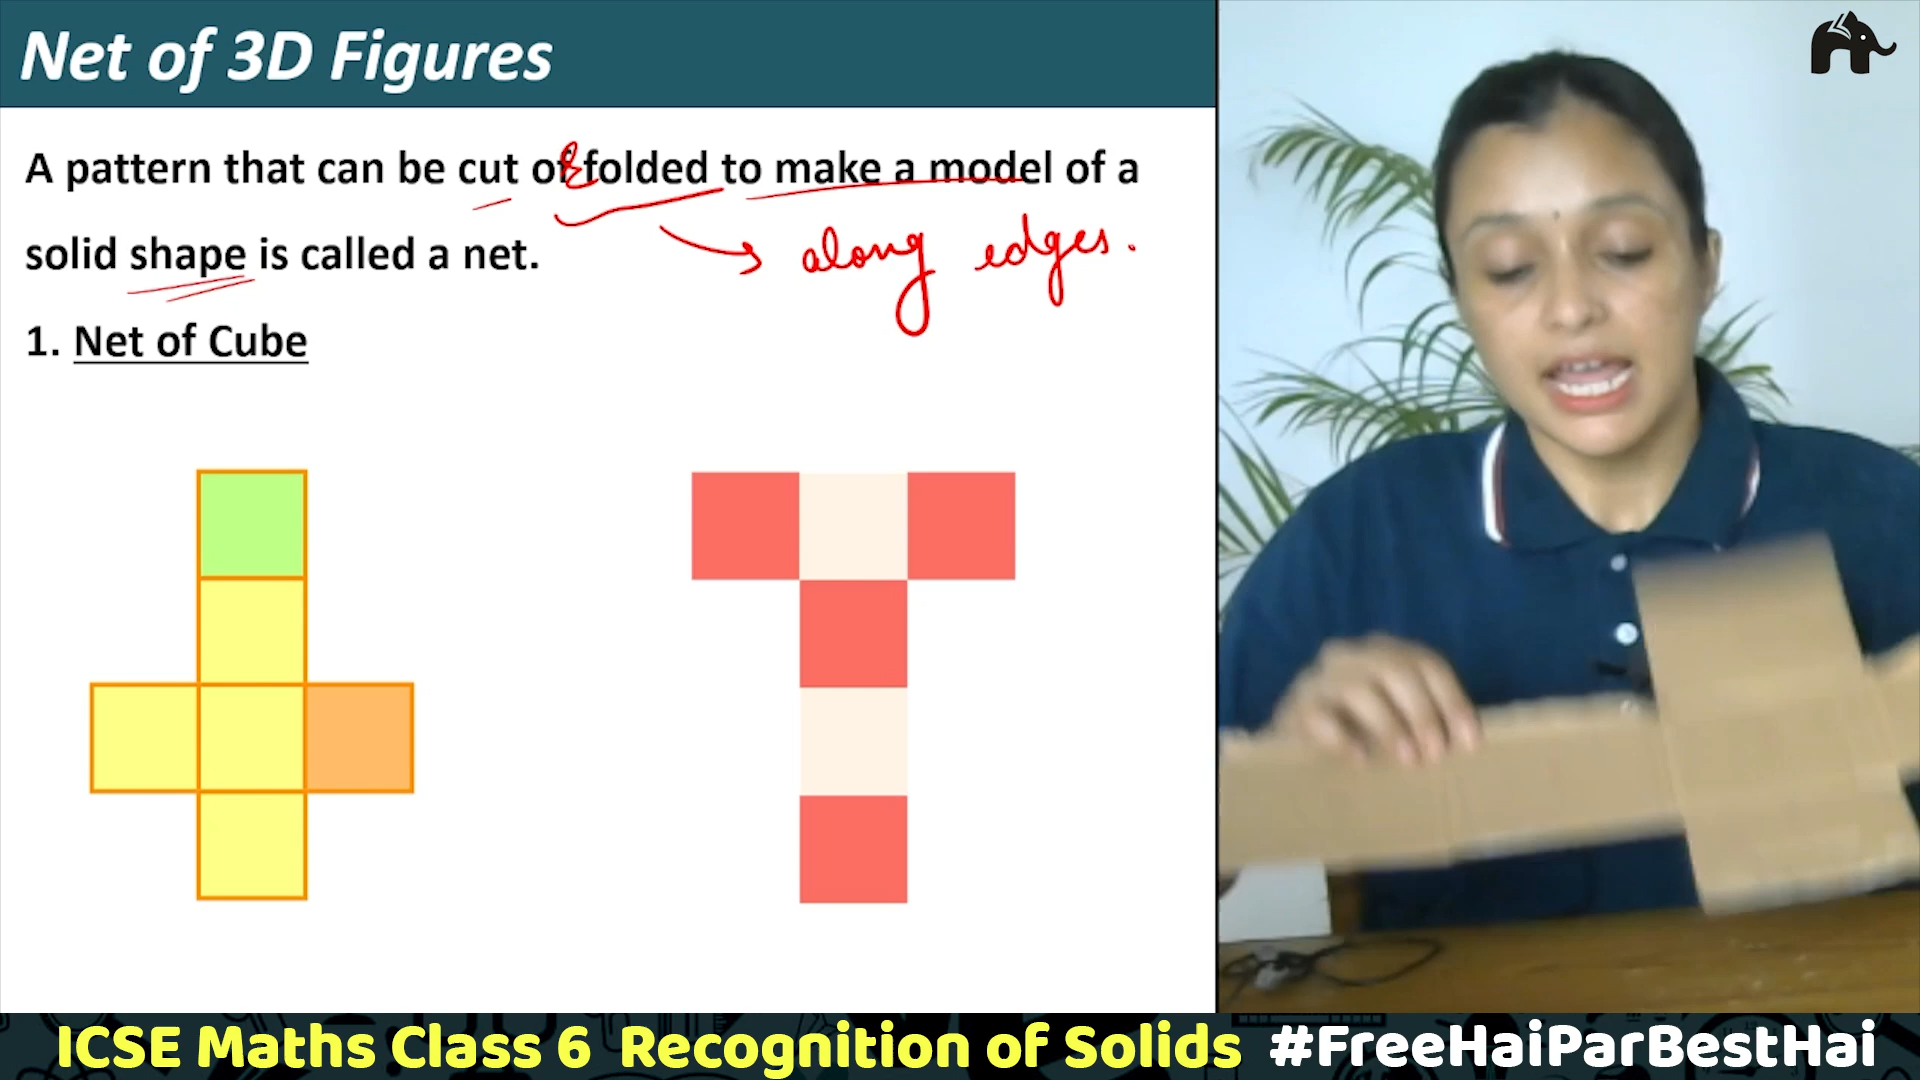 Net of 3D Figures
A pattern that can be cut of & folded to make a model of a
solid shape is called a net.
along edges.
1. Net of Cube
ICSE Maths Class 6 Recognition of Solids #FreeHaiParBestHai